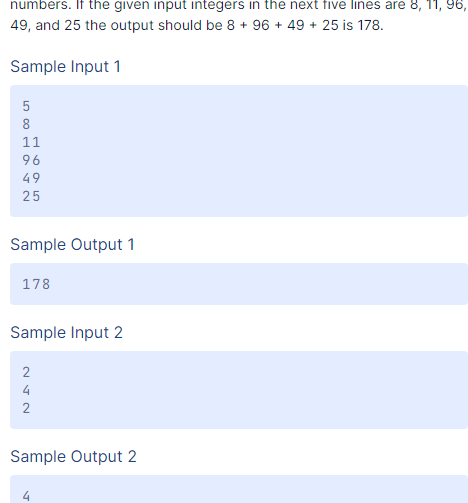 numbers. If the given input integers in the next five lines are 8, 11, 96,
49, and 25 the output should be 8 + 96 + 49 + 25 is 178.
Sample Input 1
5
8
11
96
49
25
Sample Output 1
178
Sample Input 2
2
4
2
Sample Output 2
4